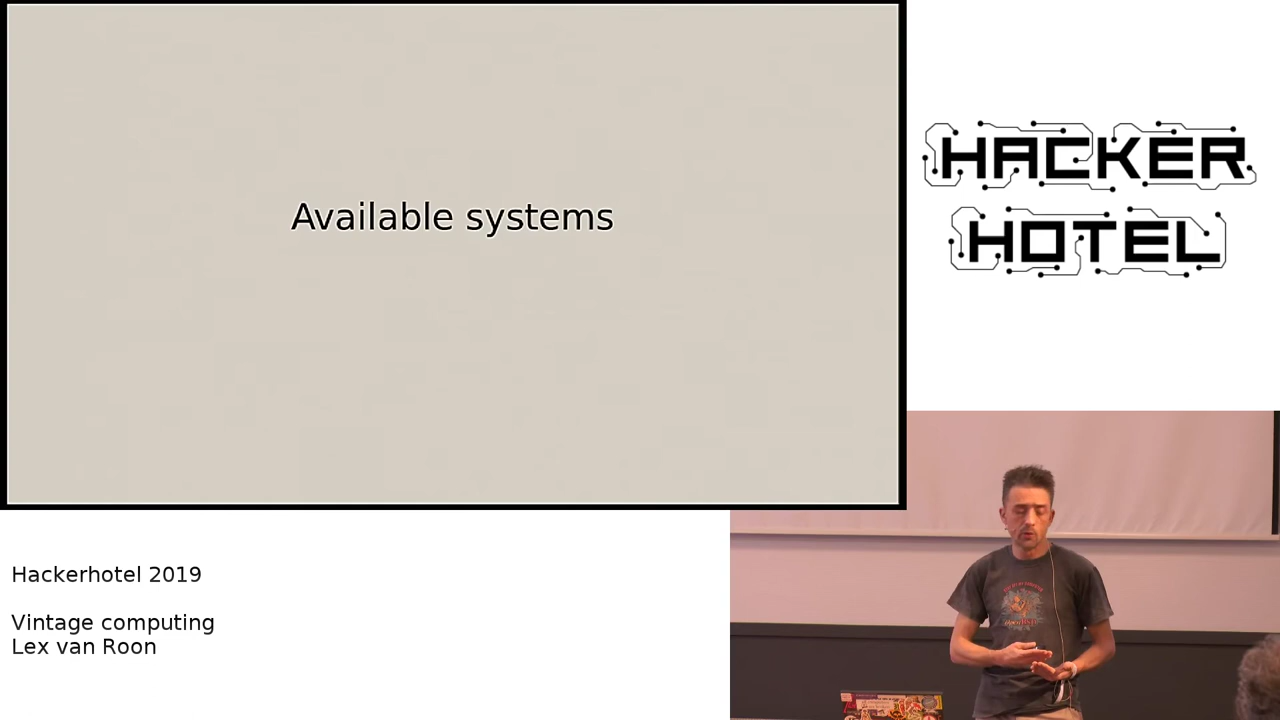 Available systems
HACKER
HOTEL
Hackerhotel 2019
Vintage computing
Lex van Roon